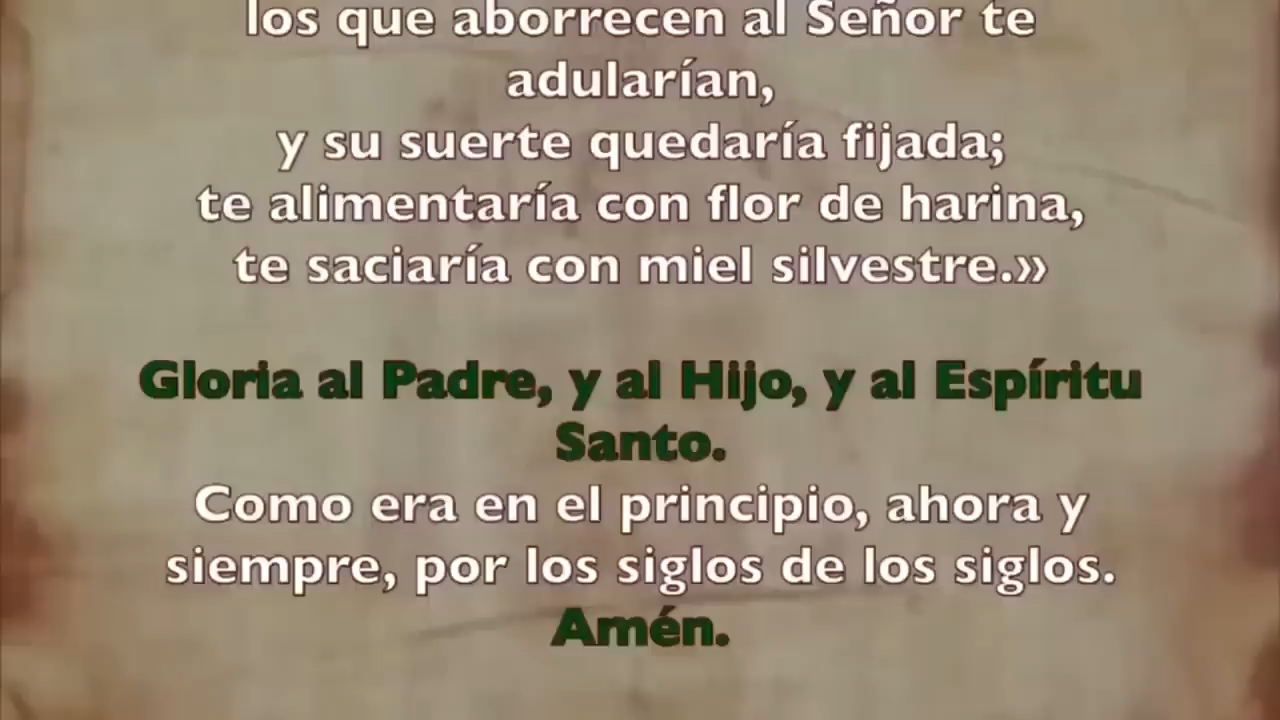 los que aborrecen al Señor te
adularían,
y su suerte quedaría fijada;
te alimentaría con flor de harina,
te saciaría con miel silvestre.»
Gloria al Padre, y al Hijo, y al Espíritu
Santo.
Como era en el principio, ahora y
siempre, por los siglos de los siglos.
Amén.